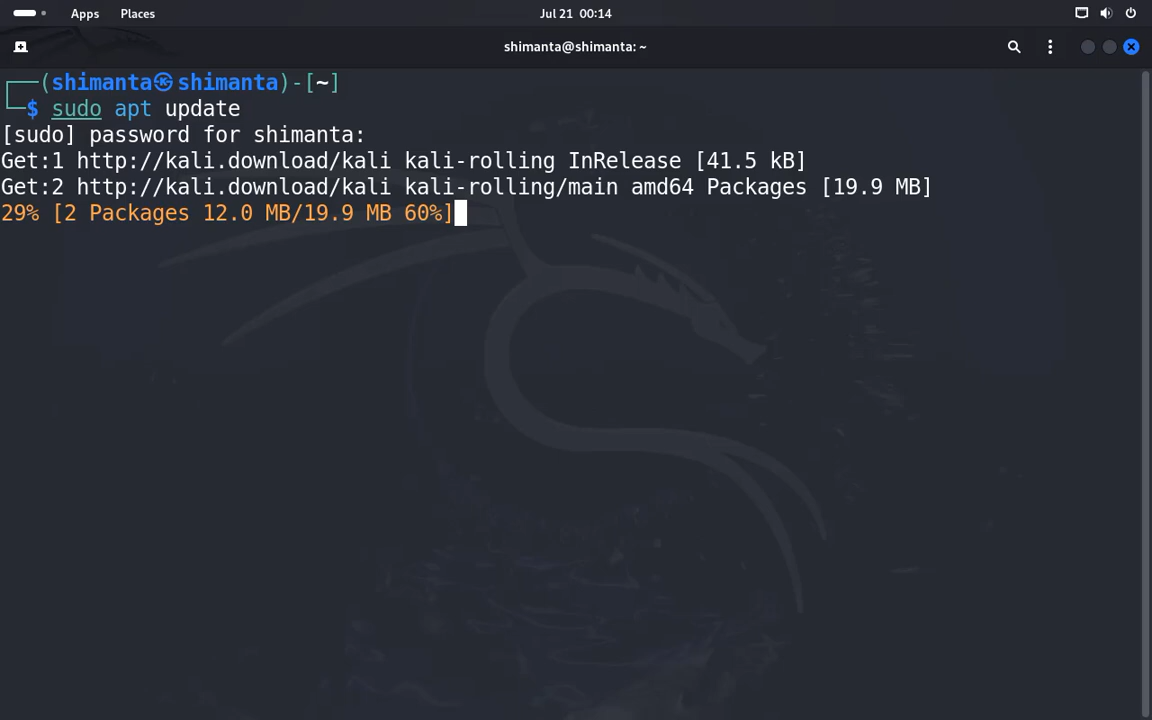 Apps Places Jul 21 00:14
shimanta@shimanta: ~
┌──(shimanta㉿shimanta)-[~]
└─$ sudo apt update
[sudo] password for shimanta:
Get:1 http://kali.download/kali kali-rolling InRelease [41.5 kB]
Get:2 http://kali.download/kali kali-rolling/main amd64 Packages [19.9 MB]
29% [2 Packages 12.0 MB/19.9 MB 60%]